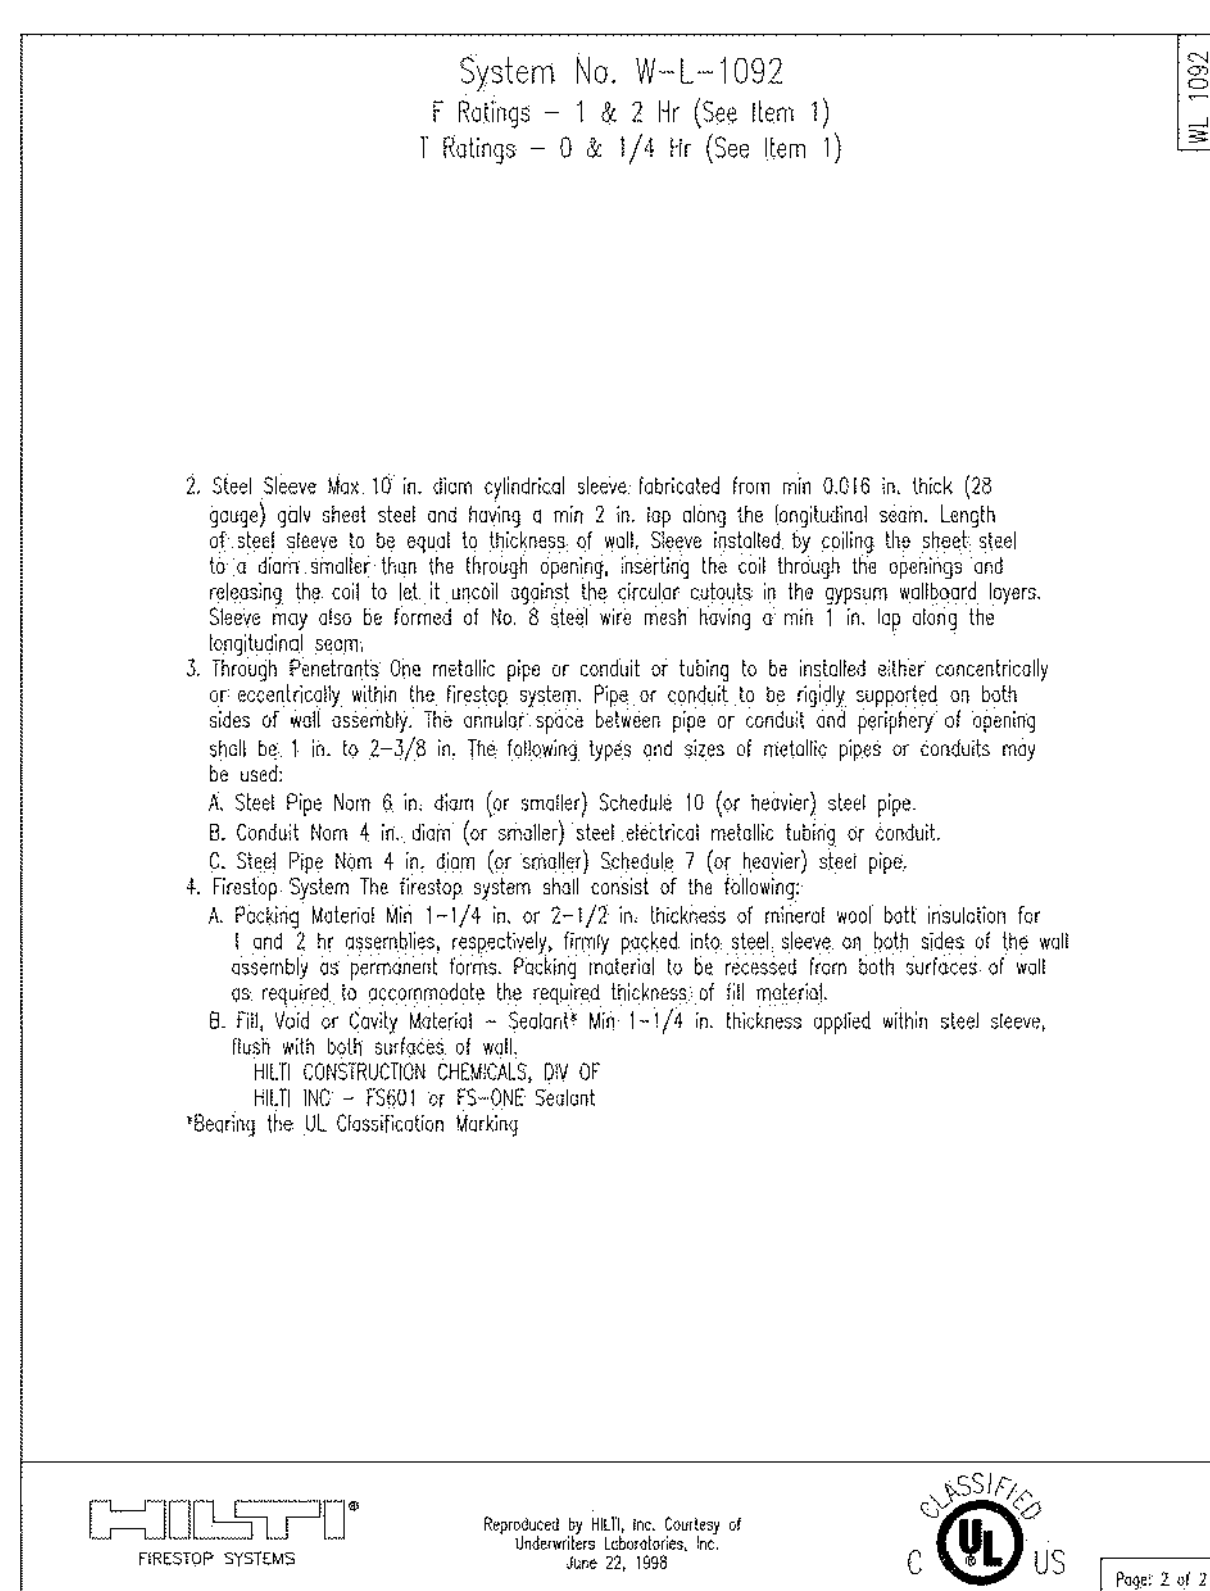 System No. W-L-1092
F Ratings - 1 & 2 Hr (See Item 1)
T Ratings - 0 & 1/4 Hr (See Item 1)
WL 1092
2. Steel Sleeve Max 10 in. diam cylindrical sleeve fabricated from min 0.016 in. thick (28
gauge) galv sheet steel and having a min 2 in. lap along the longitudinal seam. Length
of steel sleeve to be equal to thickness of wall. Sleeve installed by coiling the sheet steel
to a diam smaller than the through opening, inserting the coil through the openings and
releasing the coil to let it uncoil against the circular cutouts in the gypsum wallboard layers.
Sleeve may also be formed of No. 8 steel wire mesh having a min 1 in. lap along the
longitudinal seam.
3. Through Penetrants One metallic pipe or conduit or tubing to be installed either concentrically
or eccentrically within the firestop system. Pipe or conduit to be rigidly supported on both
sides of wall assembly. The annular space between pipe or conduit and periphery of opening
shall be 1 in. to 2-3/8 in. The following types and sizes of metallic pipes or conduits may
be used:
A. Steel Pipe Nom 6 in. diam (or smaller) Schedule 10 (or heavier) steel pipe.
B. Conduit Nom 4 in. diam (or smaller) steel electrical metallic tubing or conduit.
C. Steel Pipe Nom 4 in. diam (or smaller) Schedule 7 (or heavier) steel pipe.
4. Firestop System The firestop system shall consist of the following:
A. Packing Material Min 1-1/4 in. or 2-1/2 in. thickness of mineral wool batt insulation for
1 and 2 hr assemblies, respectively, firmly packed into steel sleeve on both sides of the wall
assembly as permanent forms. Packing material to be recessed from both surfaces of wall
as required to accommodate the required thickness of fill material.
B. Fill, Void or Cavity Material - Sealant* Min 1-1/4 in. thickness applied within steel sleeve,
flush with both surfaces of wall.
HILTI CONSTRUCTION CHEMICALS, DIV OF
HILTI INC - FS601 or FS-ONE Sealant
*Bearing the UL Classification Marking
HILTI®
FIRESTOP SYSTEMS
Reproduced by HILTI, Inc. Courtesy of
Underwriters Laboratories, Inc.
June 22, 1998
CLASSIFIED
C UL® US
Page: 2 of 2